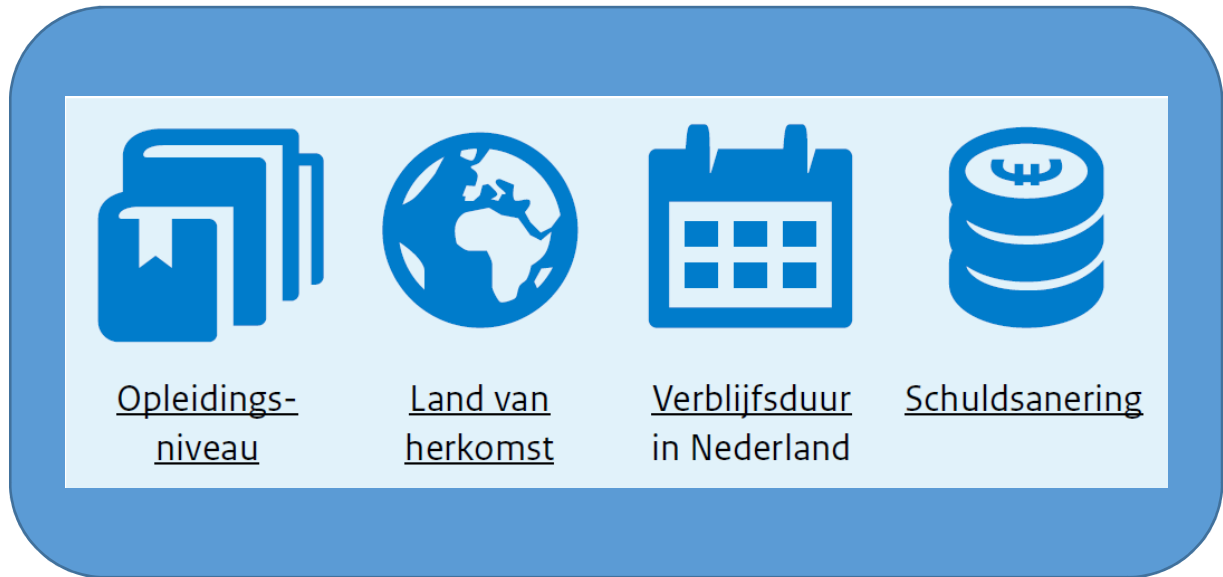 Opleidings-
niveau
Land van
herkomst
Verblijfsduur
in Nederland
Schuldsanering